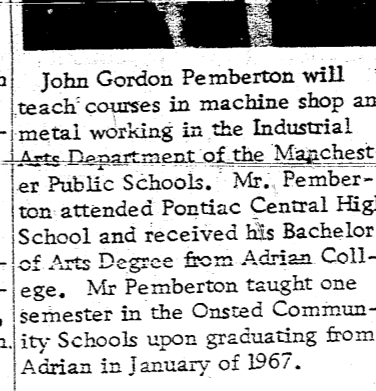 John Gordon Pemberton will
teach courses in machine shop an
metal working in the Industrial
Arts Department of the Manchest
er Public Schools. Mr. Pember-
ton attended Pontiac Central Hig
School and received his Bachelor
of Arts Degree from Adrian Coll-
ege. Mr Pemberton taught one
semester in the Onsted Commun-
ity Schools upon graduating from
Adrian in January of 1967.